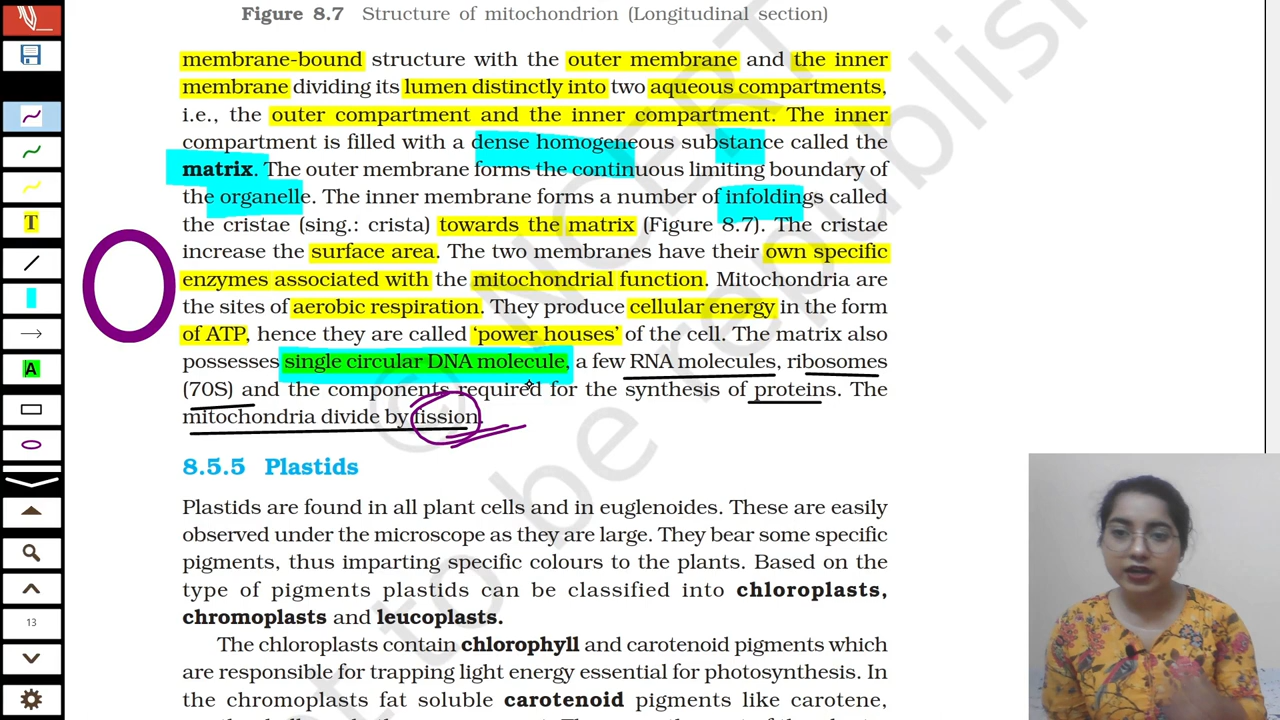 Figure 8.7 Structure of mitochondrion (Longitudinal section)
membrane-bound structure with the outer membrane and the inner
membrane dividing its lumen distinctly into two aqueous compartments,
i.e., the outer compartment and the inner compartment. The inner
compartment is filled with a dense homogeneous substance called the
matrix. The outer membrane forms the continuous limiting boundary of
the organelle. The inner membrane forms a number of infoldings called
the cristae (sing.: crista) towards the matrix (Figure 8.7). The cristae
increase the surface area. The two membranes have their own specific
enzymes associated with the mitochondrial function. Mitochondria are
the sites of aerobic respiration. They produce cellular energy in the form
of ATP, hence they are called ‘power houses’ of the cell. The matrix also
possesses single circular DNA molecule, a few RNA molecules, ribosomes
(70S) and the components required for the synthesis of proteins. The
mitochondria divide by fission.
8.5.5 Plastids
Plastids are found in all plant cells and in euglenoides. These are easily
observed under the microscope as they are large. They bear some specific
pigments, thus imparting specific colours to the plants. Based on the
type of pigments plastids can be classified into chloroplasts,
chromoplasts and leucoplasts.
The chloroplasts contain chlorophyll and carotenoid pigments which
are responsible for trapping light energy essential for photosynthesis. In
the chromoplasts fat soluble carotenoid pigments like carotene,
© NCERT
to be republis
T
A
13